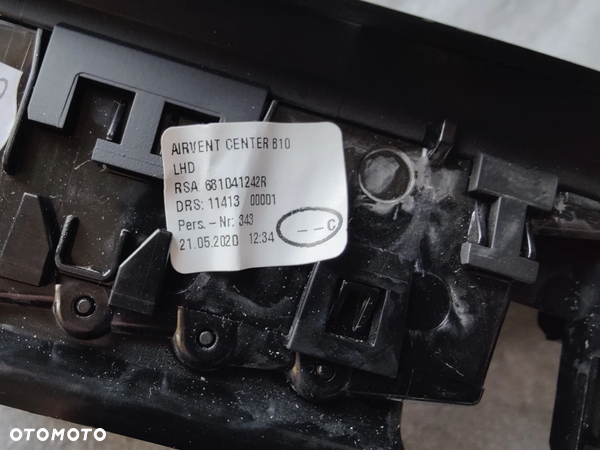 AIRVENT CENTER B10
LHD
RSA: 681041242R
DRS: 11413 00001
Pers. - Nr: 343
21.05.2020 12:34
--C
OTOMOTO